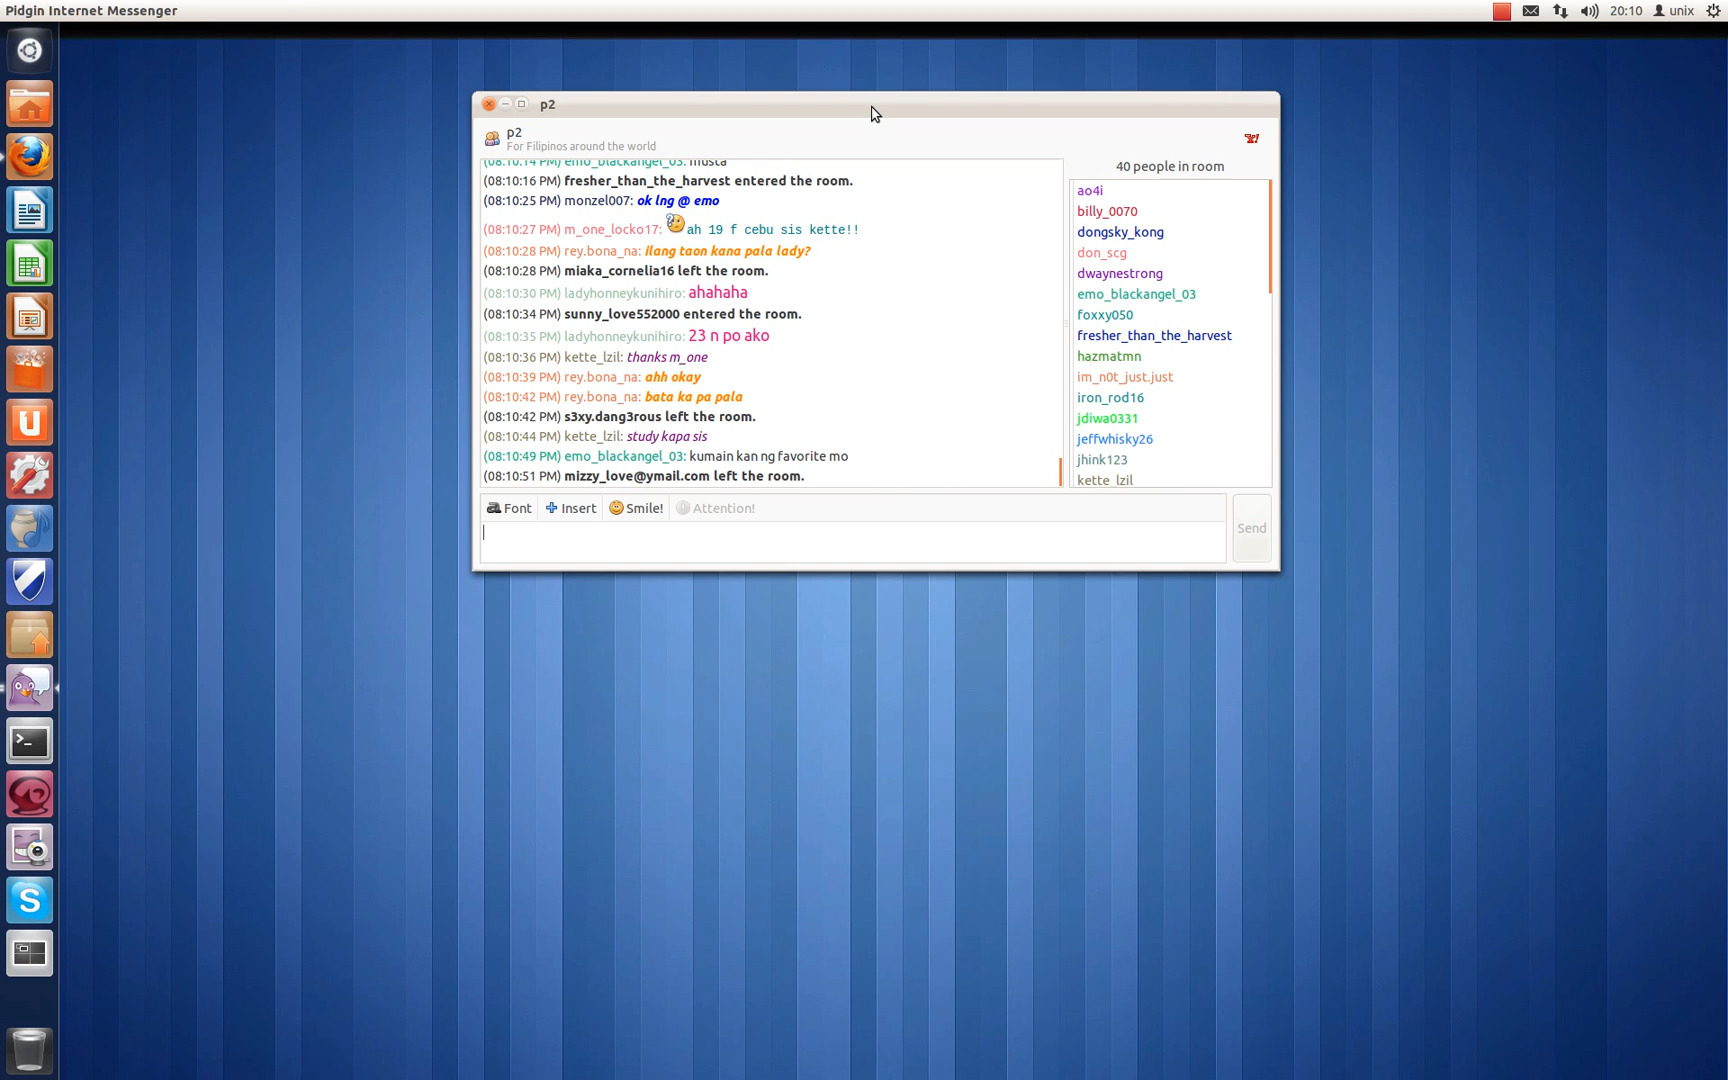 Pidgin Internet Messenger
20:10 unix
p2
p2
For Filipinos around the world
40 people in room
(08:10:14 PM) emo_blackangel_03: musta
(08:10:16 PM) fresher_than_the_harvest entered the room.
(08:10:25 PM) monzel007: ok lng @ emo
(08:10:27 PM) m_one_locko17: ah 19 f cebu sis kette!!
(08:10:28 PM) rey.bona_na: ilang taon kana pala lady?
(08:10:28 PM) miaka_cornelia16 left the room.
(08:10:30 PM) ladyhonneykunihiro: ahahaha
(08:10:34 PM) sunny_love552000 entered the room.
(08:10:35 PM) ladyhonneykunihiro: 23 n po ako
(08:10:36 PM) kette_lzil: thanks m_one
(08:10:39 PM) rey.bona_na: ahh okay
(08:10:42 PM) rey.bona_na: bata ka pa pala
(08:10:42 PM) s3xy.dang3rous left the room.
(08:10:44 PM) kette_lzil: study kapa sis
(08:10:49 PM) emo_blackangel_03: kumain kan ng favorite mo
(08:10:51 PM) mizzy_love@ymail.com left the room.
ao4i
billy_0070
dongsky_kong
don_scg
dwaynestrong
emo_blackangel_03
foxxy050
fresher_than_the_harvest
hazmatmn
im_n0t_just.just
iron_rod16
jdiwa0331
jeffwhisky26
jhink123
kette_lzil
Font Insert Smile! Attention!
Send